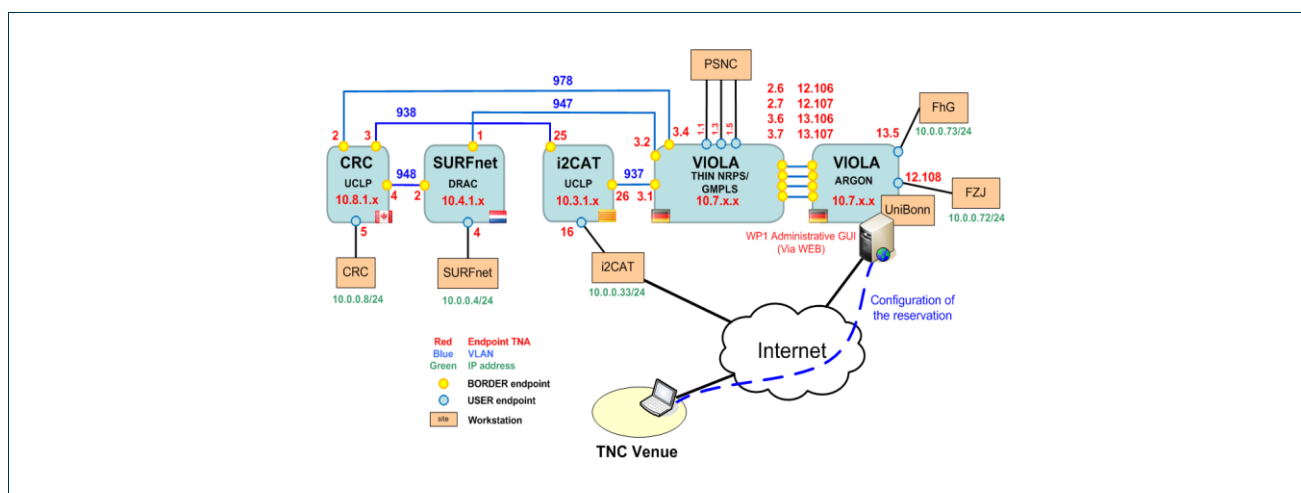 PSNC
978
947
938
2.6 12.106
2.7 12.107
3.6 13.106
3.7 13.107
FhG
10.0.0.73/24
2
3
1
25
3.2
3.4
1.1
1.3
1.5
13.5
CRC
UCLP
10.8.1.x
948
4
2
SURFnet
DRAC
10.4.1.x
i2CAT
UCLP
10.3.1.x
937
26
3.1
VIOLA
THIN NRPS/
GMPLS
10.7.x.x
VIOLA
ARGON
10.7.x.x
12.108
FZJ
10.0.0.72/24
UniBonn
5
4
16
WP1 Administrative GUI
(Via WEB)
CRC
10.0.0.8/24
SURFnet
10.0.0.4/24
i2CAT
10.0.0.33/24
Configuration of
the reservation
Internet
Red Endpoint TNA
Blue VLAN
Green IP address
BORDER endpoint
USER endpoint
site Workstation
TNC Venue